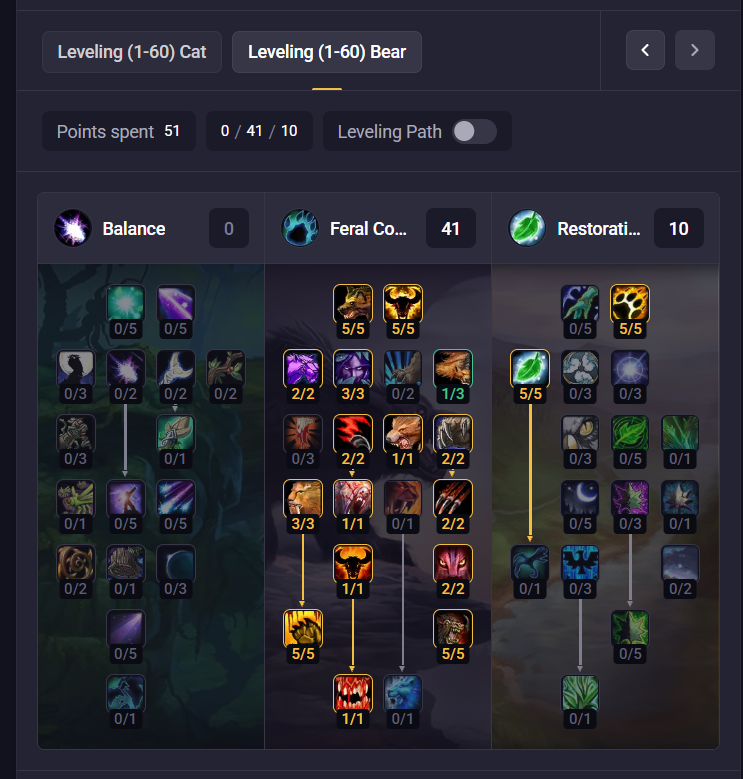 Leveling (1-60) Cat Leveling (1-60) Bear
Points spent 51 0 / 41 / 10 Leveling Path
Balance 0 Feral Co... 41 Restorati... 10
0/5 0/5 5/5 5/5 0/5 5/5
0/3 0/2 0/2 0/2 2/2 3/3 0/2 1/3 5/5 0/3 0/3
0/3 0/1 0/3 2/2 1/1 2/2 0/3 0/5 0/1
0/1 0/5 0/5 3/3 1/1 0/1 2/2 0/5 0/3 0/1
0/2 0/1 0/3 1/1 2/2 0/1 0/3 0/2
0/5 5/5 5/5 0/5
0/1 1/1 0/1 0/1